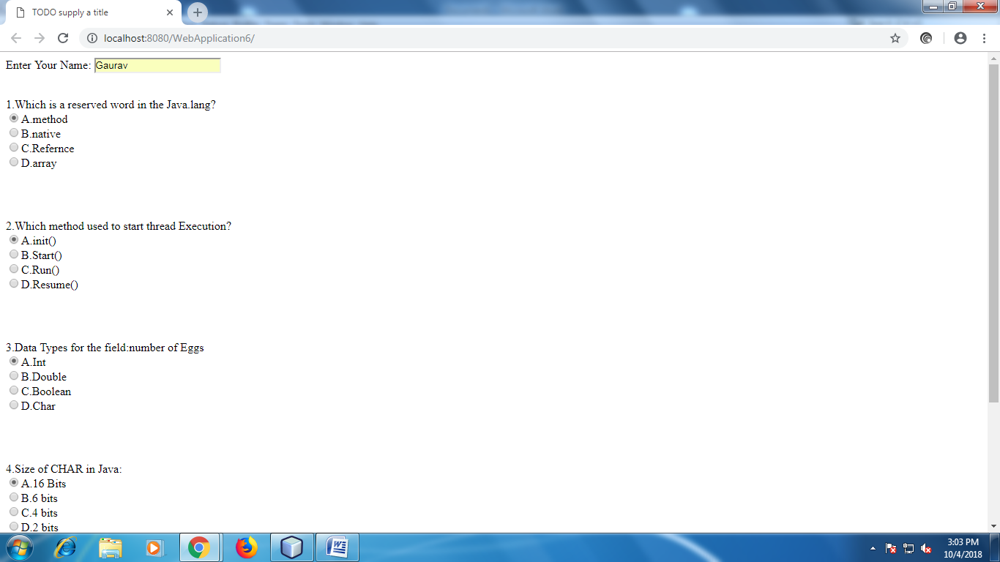 TODO supply a title
localhost:8080/WebApplication6/
Enter Your Name: Gaurav
1.Which is a reserved word in the Java.lang?
A.method
B.native
C.Refernce
D.array
2.Which method used to start thread Execution?
A.init()
B.Start()
C.Run()
D.Resume()
3.Data Types for the field:number of Eggs
A.Int
B.Double
C.Boolean
D.Char
4.Size of CHAR in Java:
A.16 Bits
B.6 bits
C.4 bits
D.2 bits
3:03 PM
10/4/2018